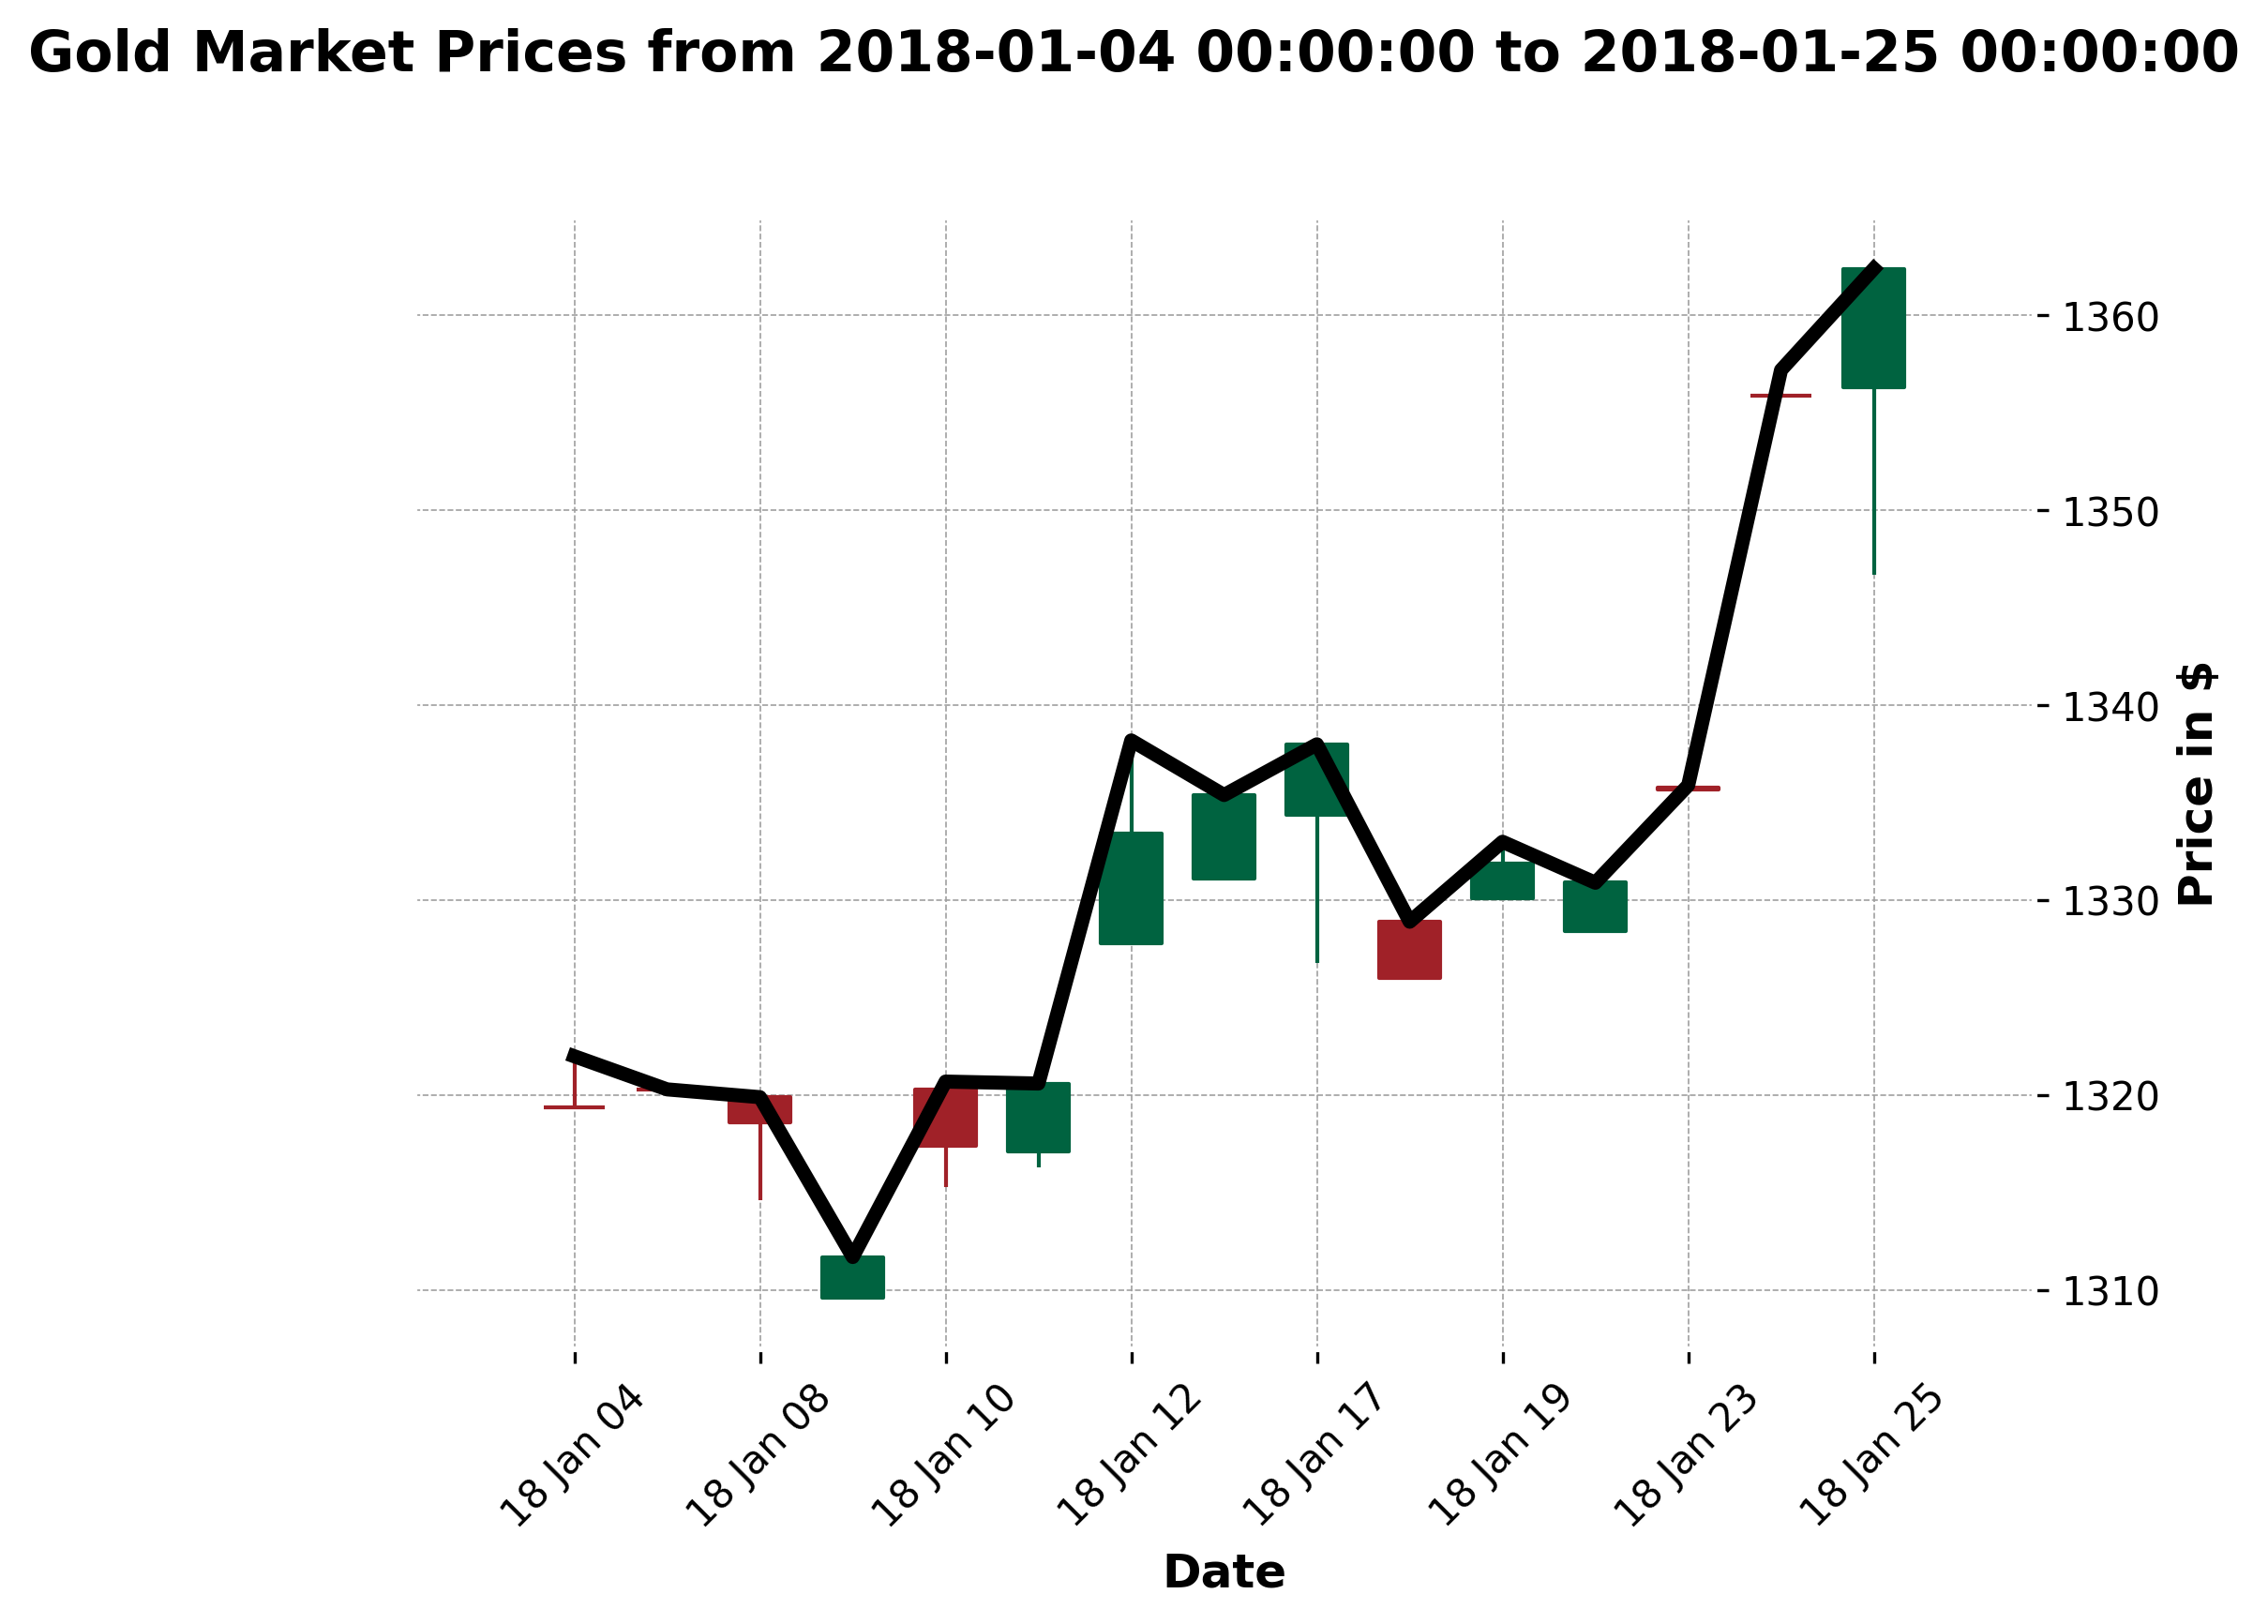 Gold Market Prices from 2018-01-04 00:00:00 to 2018-01-25 00:00:00
1360
1350
1340
1330
1320
1310
Price in $
18 Jan 04
18 Jan 08
18 Jan 10
18 Jan 12
18 Jan 17
18 Jan 19
18 Jan 23
18 Jan 25
Date